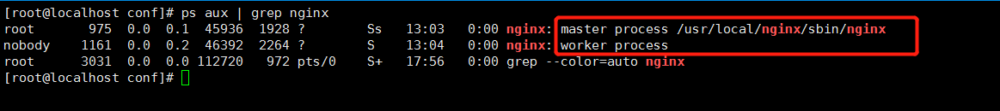 [root@localhost conf]# ps aux | grep nginx
root 975 0.0 0.1 45936 1928 ? Ss 13:03 0:00 nginx: master process /usr/local/nginx/sbin/nginx
nobody 1161 0.0 0.2 46392 2264 ? S 13:04 0:00 nginx: worker process
root 3031 0.0 0.0 112720 972 pts/0 S+ 17:56 0:00 grep --color=auto nginx
[root@localhost conf]#